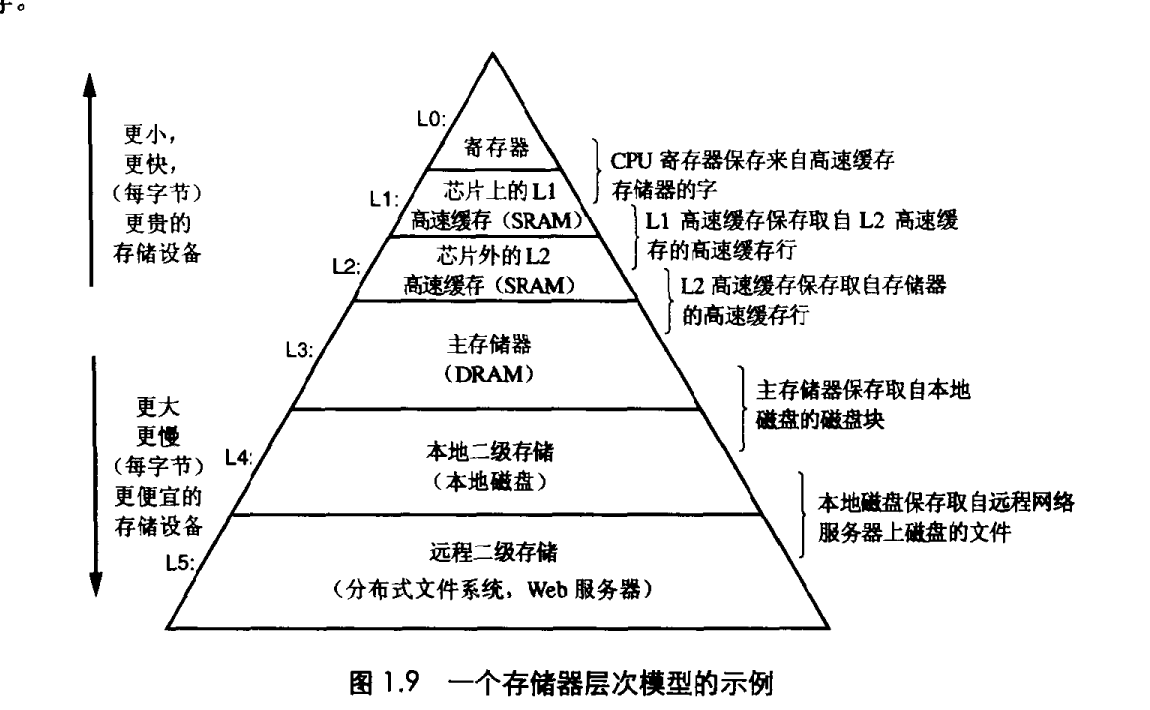 字。
L0:
寄存器
L1:
芯片上的L1
高速缓存（SRAM）
L2:
芯片外的L2
高速缓存（SRAM）
L3:
主存储器
（DRAM）
L4:
本地二级存储
（本地磁盘）
L5:
远程二级存储
（分布式文件系统，Web 服务器）
更小，
更快，
（每字节）
更贵的
存储设备
更大
更慢
（每字节）
更便宜的
存储设备
CPU 寄存器保存来自高速缓存
存储器的字
L1 高速缓存保存取自 L2 高速缓
存的高速缓存行
L2 高速缓存保存取自存储器
的高速缓存行
主存储器保存取自本地
磁盘的磁盘块
本地磁盘保存取自远程网络
服务器上磁盘的文件
图 1.9 一个存储器层次模型的示例